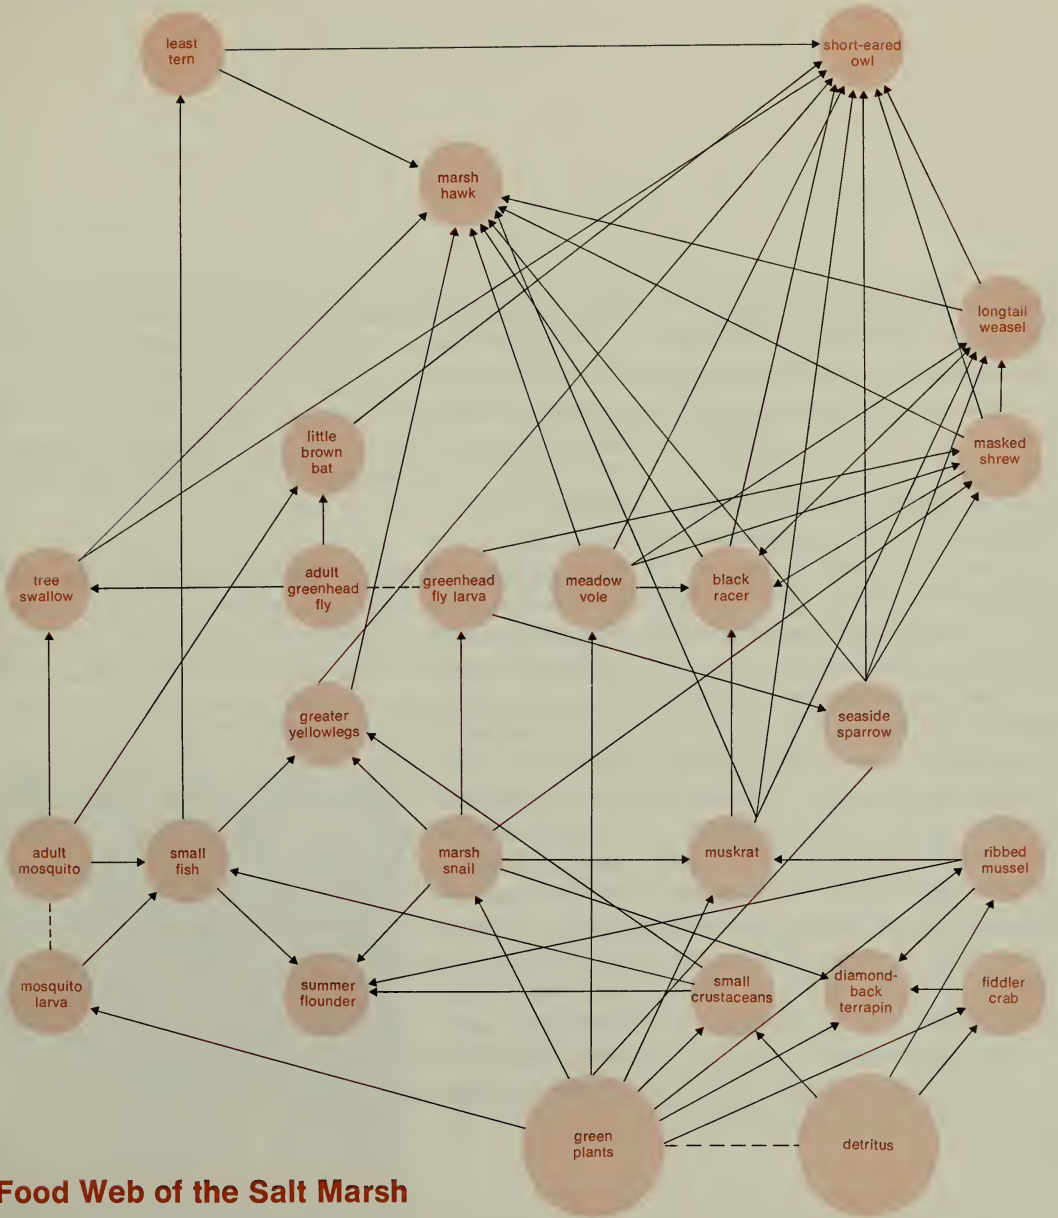 least
tern
short-eared
owl
marsh
hawk
longtail
weasel
little
brown
bat
masked
shrew
tree
swallow
adult
greenhead
fly
greenhead
fly larva
meadow
vole
black
racer
greater
yellowlegs
seaside
sparrow
adult
mosquito
small
fish
marsh
snail
muskrat
ribbed
mussel
mosquito
larva
summer
flounder
small
crustaceans
diamond-
back
terrapin
fiddler
crab
green
plants
detritus
Food Web of the Salt Marsh